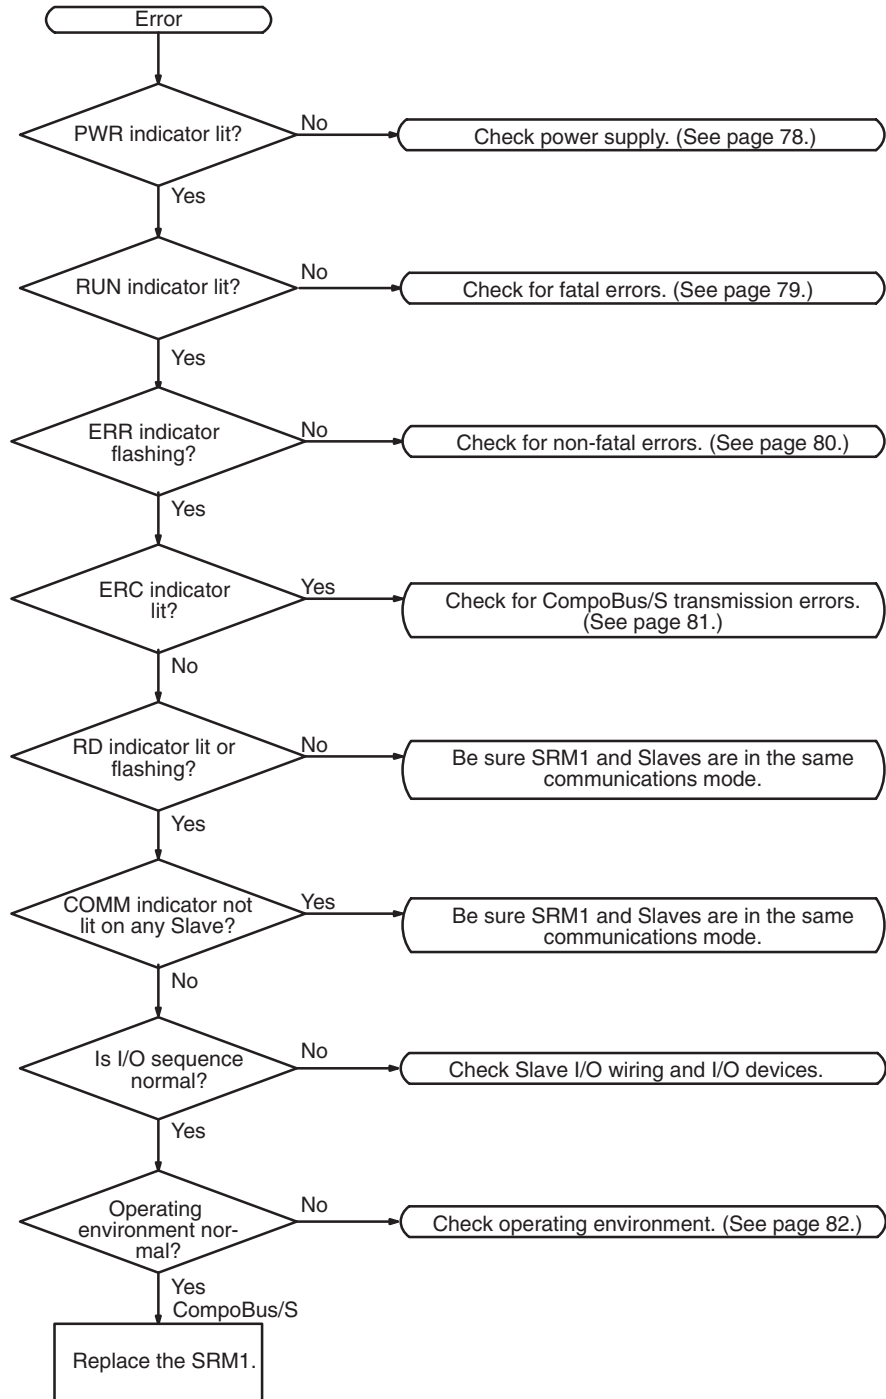 Error
PWR indicator lit?
No
Check power supply. (See page 78.)
Yes
RUN indicator lit?
No
Check for fatal errors. (See page 79.)
Yes
ERR indicator
flashing?
No
Check for non-fatal errors. (See page 80.)
Yes
ERC indicator
lit?
Yes
Check for CompoBus/S transmission errors.
(See page 81.)
No
RD indicator lit or
flashing?
No
Be sure SRM1 and Slaves are in the same
communications mode.
Yes
COMM indicator not
lit on any Slave?
Yes
Be sure SRM1 and Slaves are in the same
communications mode.
No
Is I/O sequence
normal?
No
Check Slave I/O wiring and I/O devices.
Yes
Operating
environment nor-
mal?
No
Check operating environment. (See page 82.)
Yes
CompoBus/S
Replace the SRM1.